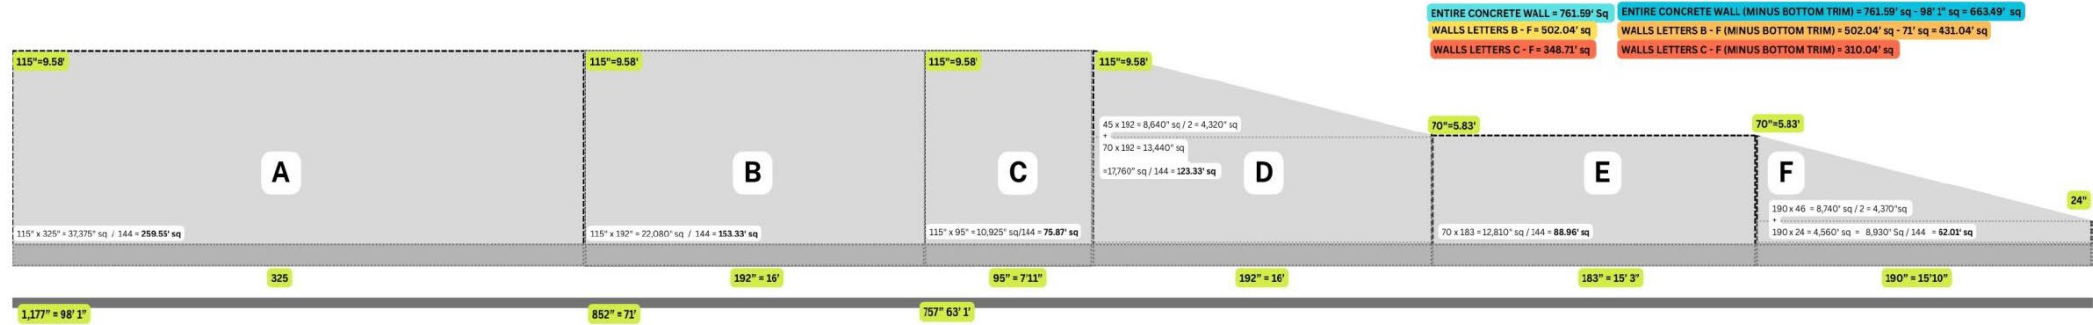 ENTIRE CONCRETE WALL = 761.59' Sq
ENTIRE CONCRETE WALL (MINUS BOTTOM TRIM) = 761.59' sq - 98' 1" sq = 663.49' sq
WALLS LETTERS B - F = 502.04' sq
WALLS LETTERS B - F (MINUS BOTTOM TRIM) = 502.04' sq - 71' sq = 431.04' sq
WALLS LETTERS C - F = 348.71' sq
WALLS LETTERS C - F (MINUS BOTTOM TRIM) = 310.04' sq
115"=9.58'
115"=9.58'
115"=9.58'
115"=9.58'
45 x 192 = 8,640" sq / 2 = 4,320" sq
+
70 x 192 = 13,440" sq
=17,760" sq / 144 = 123.33' sq
70"=5.83'
70"=5.83'
A
B
C
D
E
F
24"
190 x 46 = 8,740" sq / 2 = 4,370"sq
+
190 x 24 = 4,560" sq = 8,930" Sq / 144 = 62.01' sq
115" x 325" = 37,375" sq / 144 = 259.55' sq
115" x 192" = 22,080" sq / 144 = 153.33' sq
115" x 95" =10,925" sq/144 = 75.87' sq
70 x 183 =12,810" sq / 144 = 88.96' sq
325
192" = 16'
95" = 7'11"
192" = 16'
183" = 15' 3"
190" = 15'10"
1,177" = 98' 1"
852" = 71'
757" 63' 1'